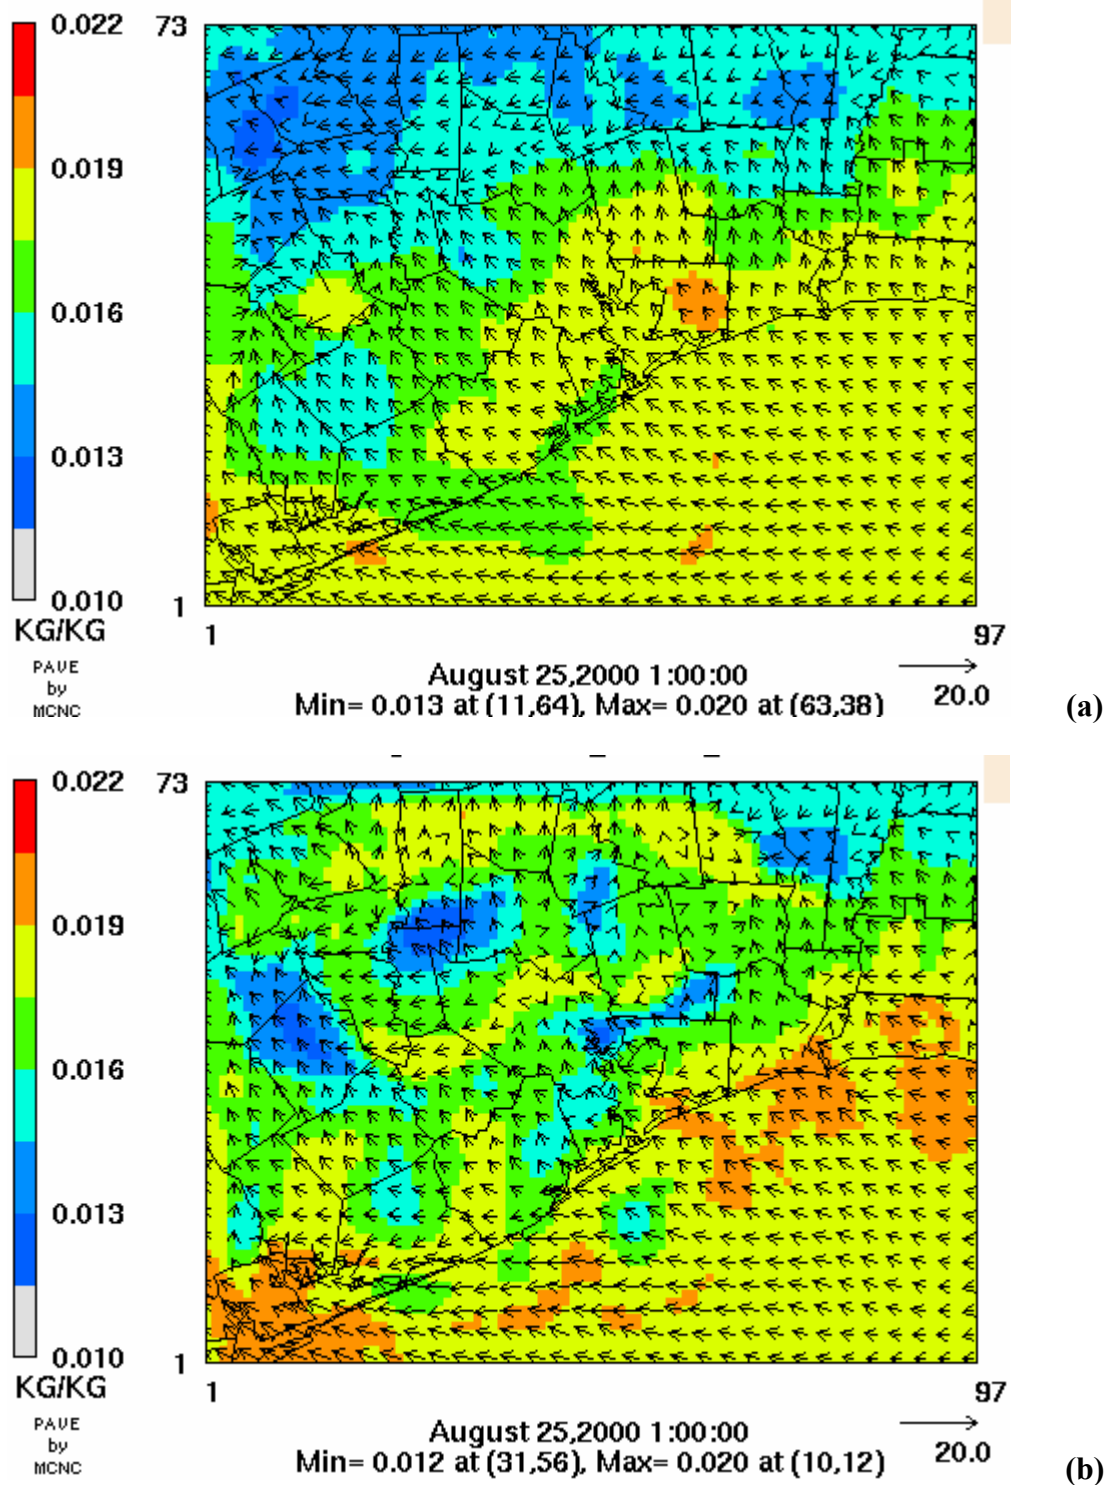 0.022
73
0.019
0.016
0.013
0.010
1
KG/KG
1
97
PAVE
by
MCNC
August 25,2000 1:00:00
Min= 0.013 at (11,64), Max= 0.020 at (63,38)
20.0
(a)
0.022
73
0.019
0.016
0.013
0.010
1
KG/KG
1
97
PAVE
by
MCNC
August 25,2000 1:00:00
Min= 0.012 at (31,56), Max= 0.020 at (10,12)
20.0
(b)